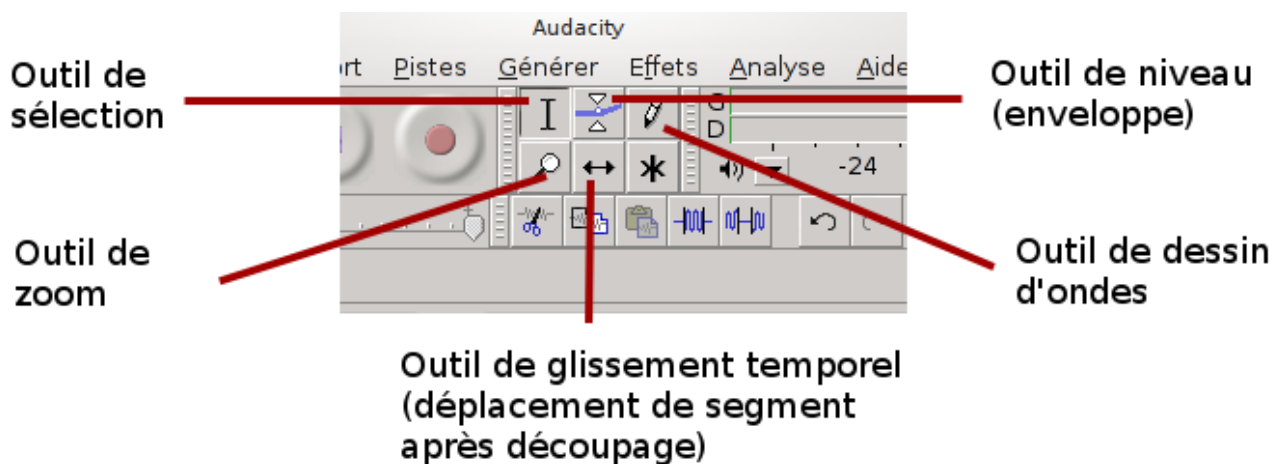 Audacity
ort Pistes Générer Effets Analyse Aide
Outil de
sélection
Outil de niveau
(enveloppe)
G
D
-24
Outil de
zoom
Outil de dessin
d'ondes
Outil de glissement temporel
(déplacement de segment
après découpage)